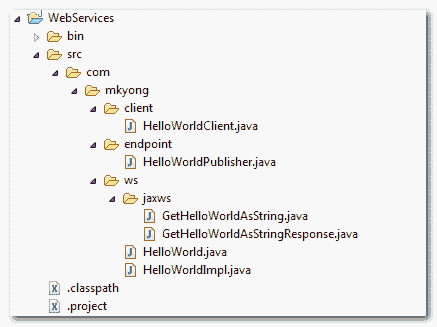 WebServices
bin
src
com
mkyong
client
HelloWorldClient.java
endpoint
HelloWorldPublisher.java
ws
jaxws
GetHelloWorldAsString.java
GetHelloWorldAsStringResponse.java
HelloWorld.java
HelloWorldImpl.java
.classpath
.project